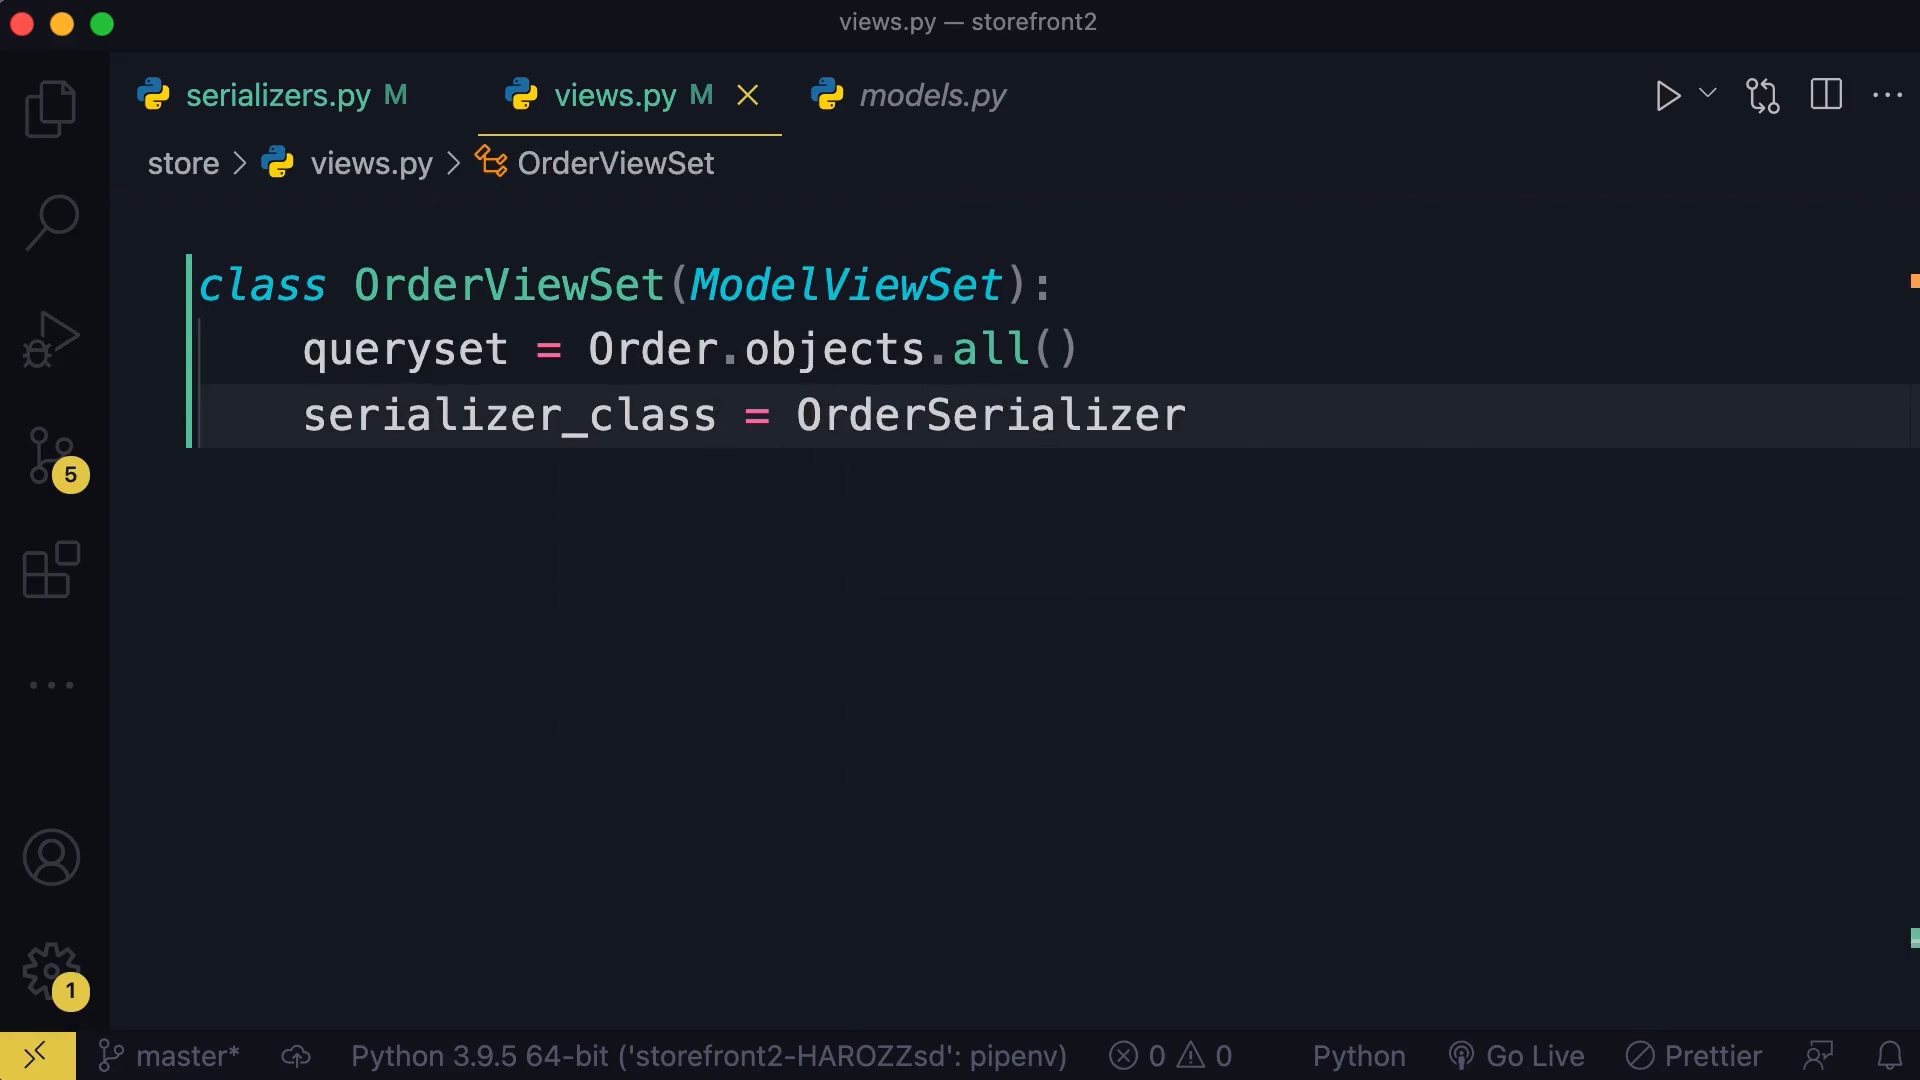 views.py — storefront2
serializers.py M views.py M models.py
store > views.py > OrderViewSet
class OrderViewSet(ModelViewSet):
    queryset = Order.objects.all()
    serializer_class = OrderSerializer
5
1
master* Python 3.9.5 64-bit ('storefront2-HAROZZsd': pipenv) 0 0 Python Go Live Prettier